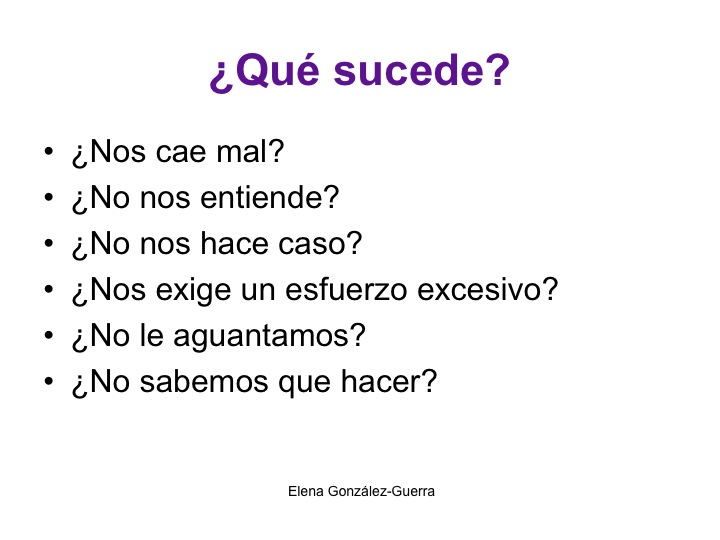 ¿Qué sucede?
• ¿Nos cae mal?
• ¿No nos entiende?
• ¿No nos hace caso?
• ¿Nos exige un esfuerzo excesivo?
• ¿No le aguantamos?
• ¿No sabemos que hacer?
Elena González-Guerra